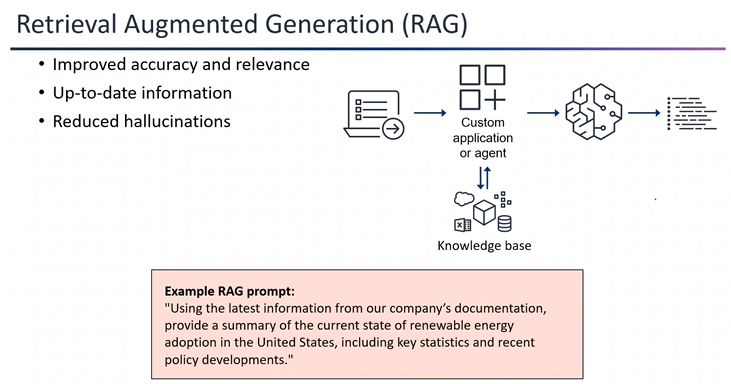 Retrieval Augmented Generation (RAG)
• Improved accuracy and relevance
• Up-to-date information
• Reduced hallucinations
Custom
application
or agent
Knowledge base
Example RAG prompt:
"Using the latest information from our company’s documentation,
provide a summary of the current state of renewable energy
adoption in the United States, including key statistics and recent
policy developments."